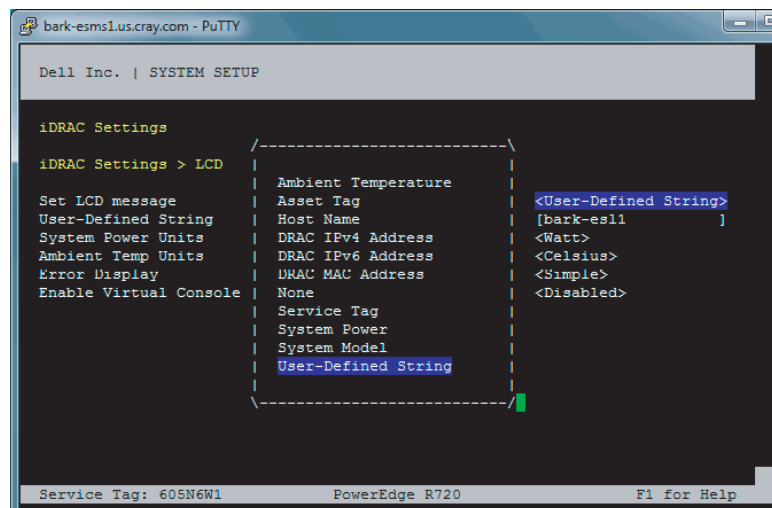 bark-esms1.us.cray.com - PuTTY
Dell Inc. | SYSTEM SETUP
iDRAC Settings
iDRAC Settings > LCD
Ambient Temperature
Set LCD message Asset Tag <User-Defined String>
User-Defined String Host Name [bark-esl1 ]
System Power Units DRAC IPv4 Address <Watt>
Ambient Temp Units DRAC IPv6 Address <Celsius>
Error Display DRAC MAC Address <Simple>
Enable Virtual Console None <Disabled>
Service Tag
System Power
System Model
User-Defined String
Service Tag: 605N6W1 PowerEdge R720 F1 for Help